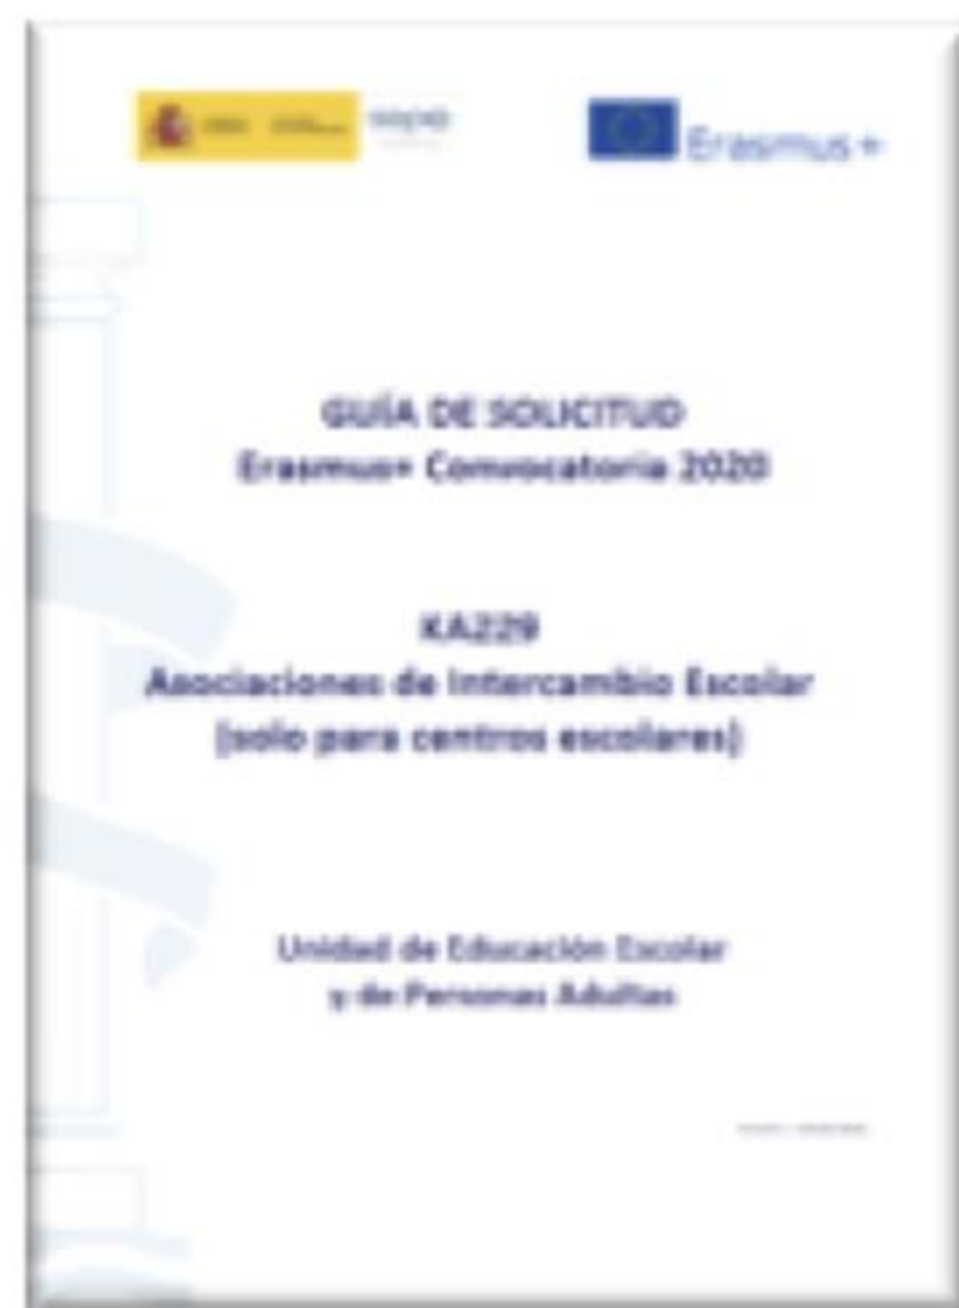 Erasmus+
GUÍA DE SOLICITUD
Erasmus+ Convocatoria 2020
KA229
Asociaciones de Intercambio Escolar
(solo para centros escolares)
Unidad de Educación Escolar
y de Personas Adultas